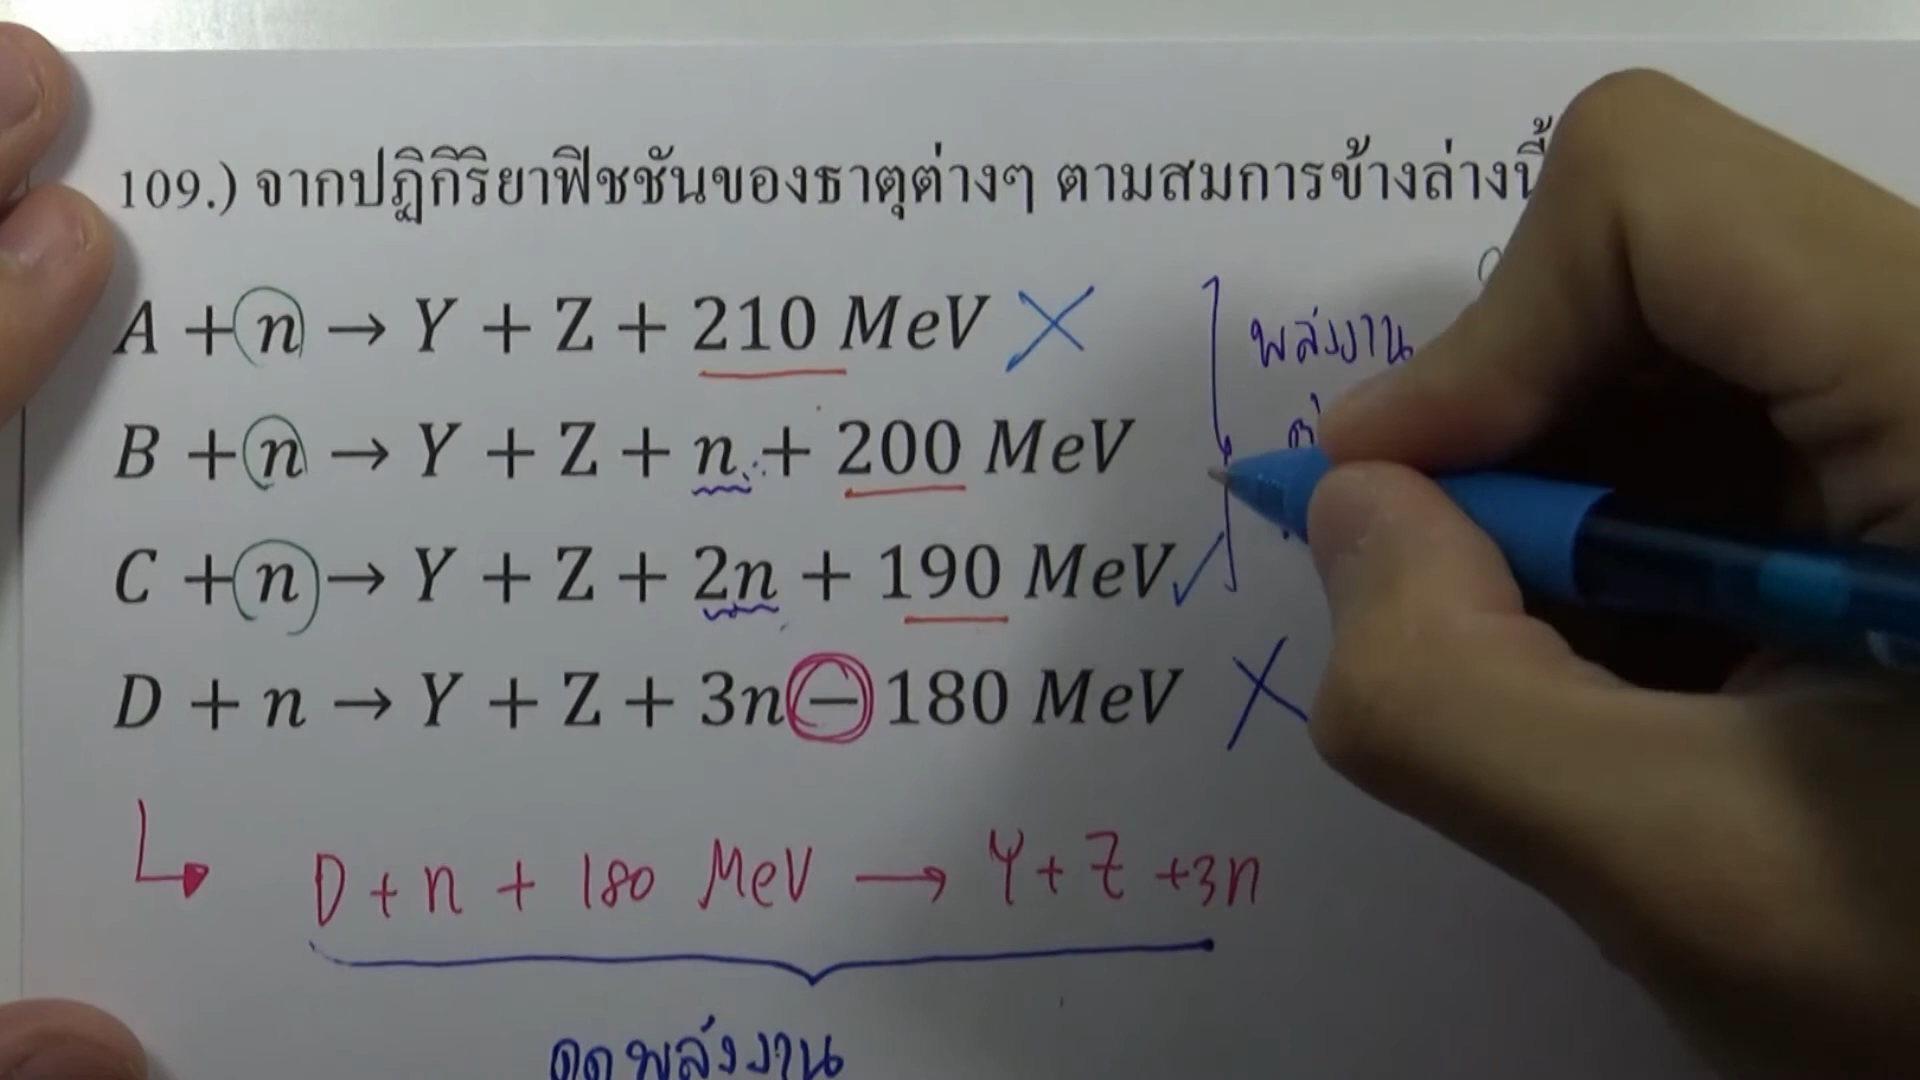 109.) จากปฏิกิริยาฟิชชันของธาตุต่างๆ ตามสมการข้างล่างนี้
A + n → Y + Z + 210 MeV
พลังงาน
B + n → Y + Z + n + 200 MeV
C + n → Y + Z + 2n + 190 MeV
D + n → Y + Z + 3n − 180 MeV
D + n + 180 MeV → Y + Z + 3n
ดูดพลังงาน